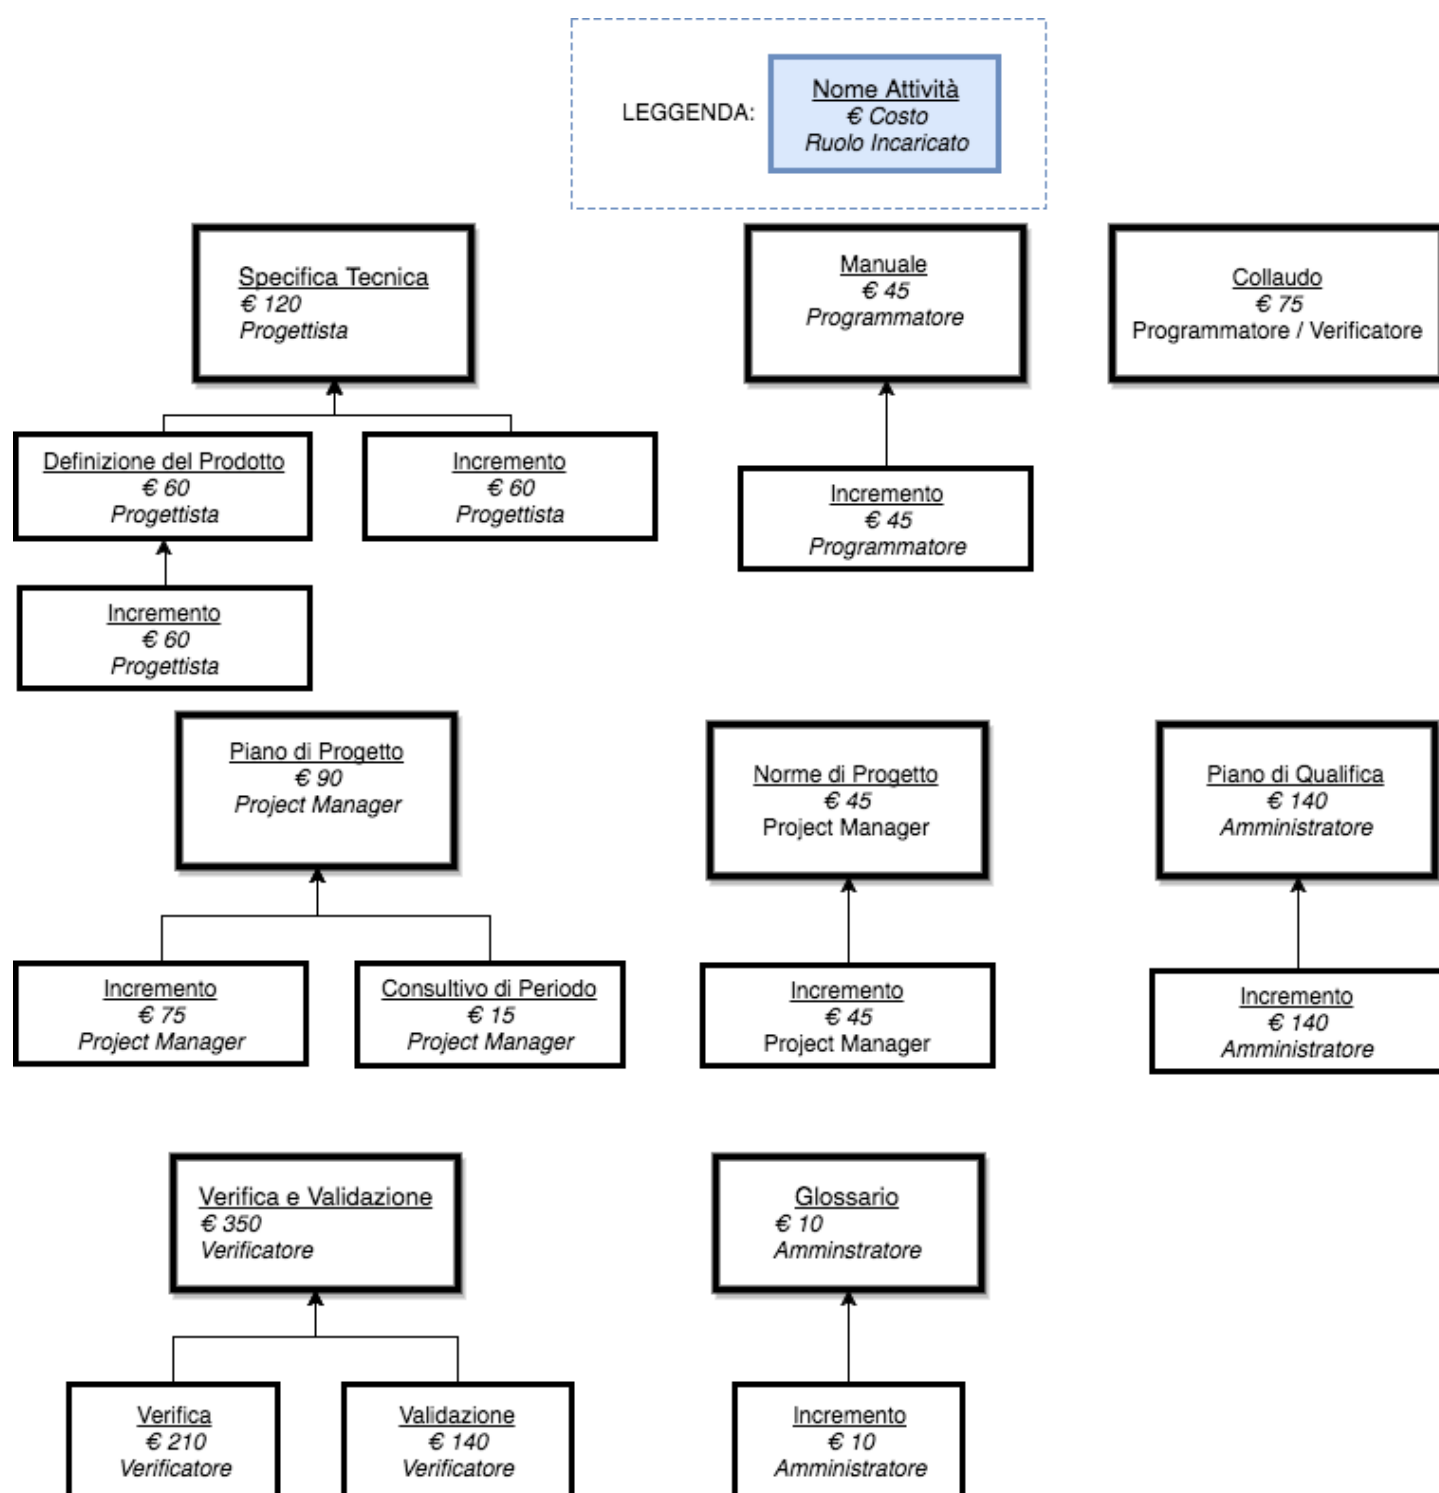 LEGGENDA:
Nome Attività
€ Costo
Ruolo Incaricato
Specifica Tecnica
€ 120
Progettista
Manuale
€ 45
Programmatore
Collaudo
€ 75
Programmatore / Verificatore
Definizione del Prodotto
€ 60
Progettista
Incremento
€ 60
Progettista
Incremento
€ 45
Programmatore
Incremento
€ 60
Progettista
Piano di Progetto
€ 90
Project Manager
Norme di Progetto
€ 45
Project Manager
Piano di Qualifica
€ 140
Amministratore
Incremento
€ 75
Project Manager
Consultivo di Periodo
€ 15
Project Manager
Incremento
€ 45
Project Manager
Incremento
€ 140
Amministratore
Verifica e Validazione
€ 350
Verificatore
Glossario
€ 10
Amminstratore
Verifica
€ 210
Verificatore
Validazione
€ 140
Verificatore
Incremento
€ 10
Amministratore